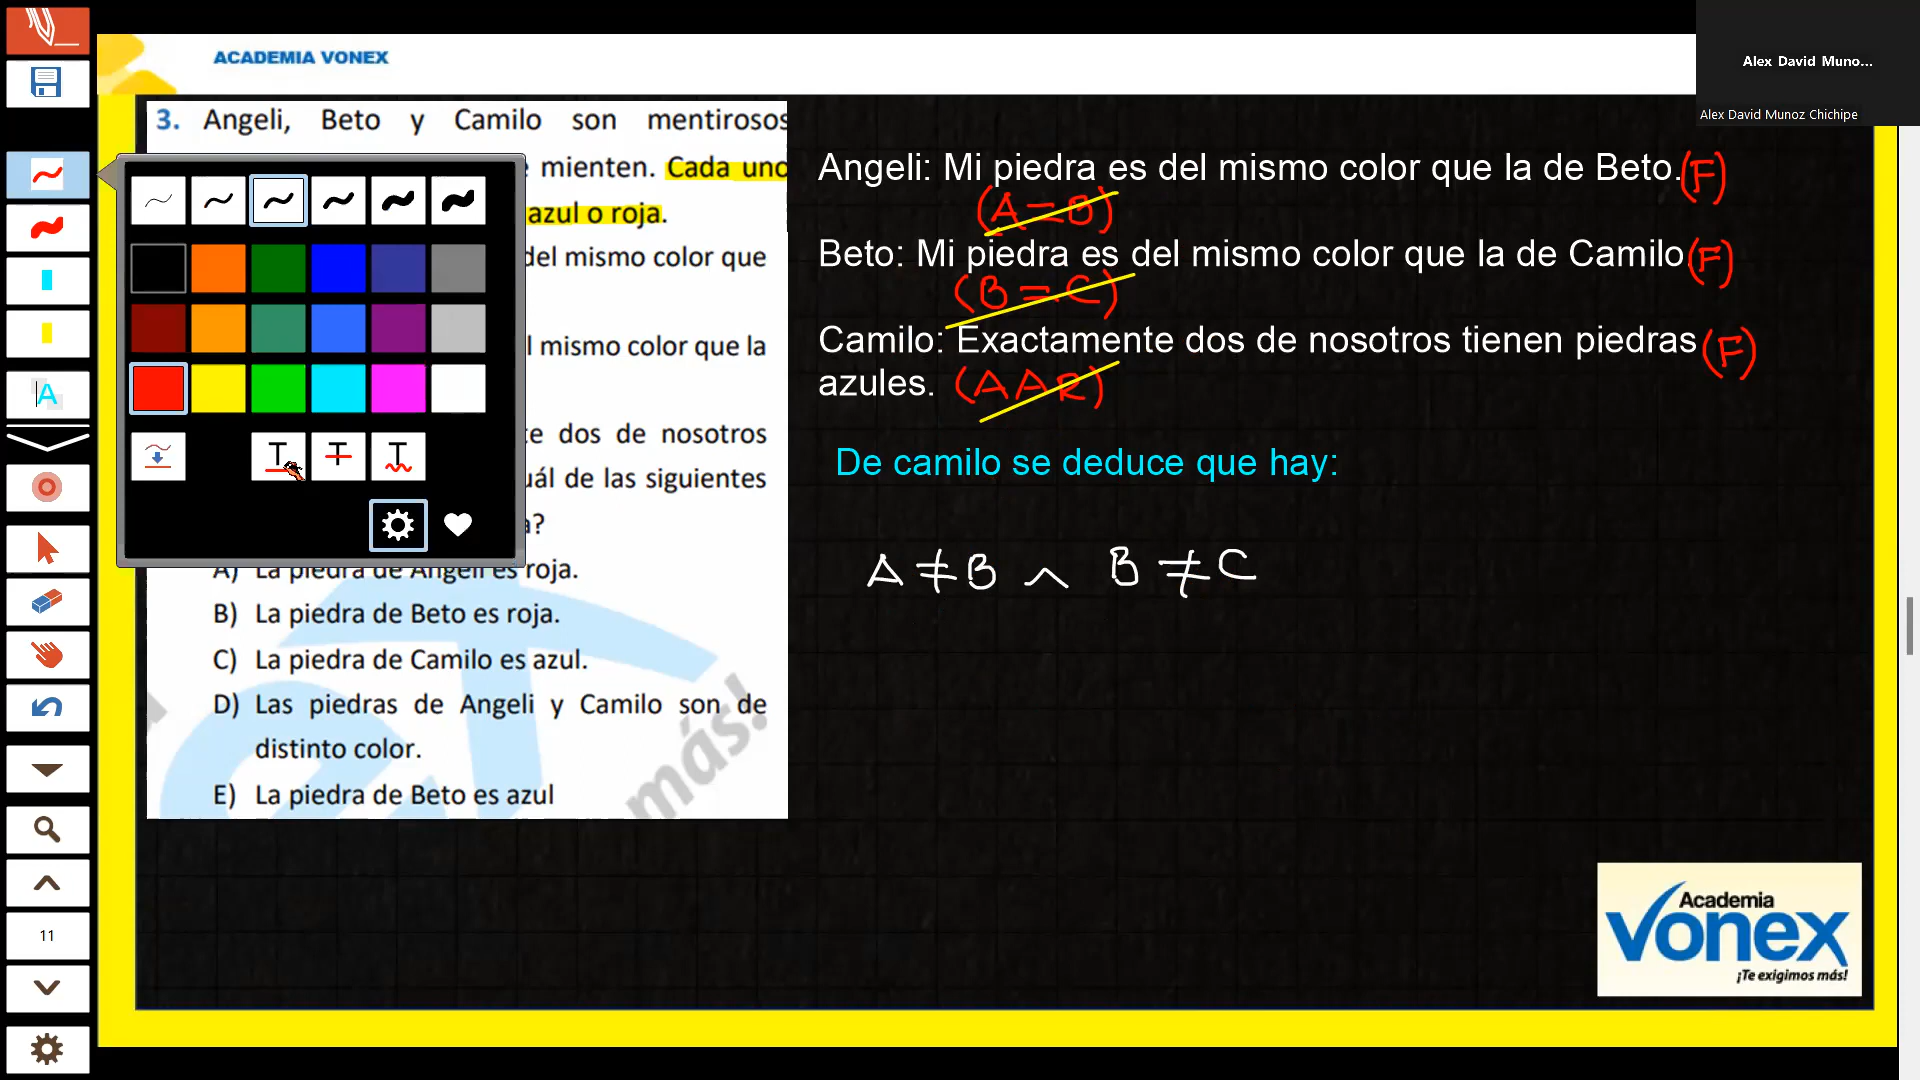 ACADEMIA VONEX
Alex David Muno...
Alex David Munoz Chichipe
3. Angeli, Beto y Camilo son mentirosos
mienten. Cada uno
azul o roja.
del mismo color que
l mismo color que la
te dos de nosotros
uál de las siguientes
a?
A) La piedra de Angeli es roja.
B) La piedra de Beto es roja.
C) La piedra de Camilo es azul.
D) Las piedras de Angeli y Camilo son de
distinto color.
E) La piedra de Beto es azul
más!
Angeli: Mi piedra es del mismo color que la de Beto. (F)
(A = B)
Beto: Mi piedra es del mismo color que la de Camilo (F)
(B = C)
Camilo: Exactamente dos de nosotros tienen piedras (F)
azules. (A A R)
De camilo se deduce que hay:
A ≠ B ∧ B ≠ C
Academia
Vonex
¡Te exigimos más!
11